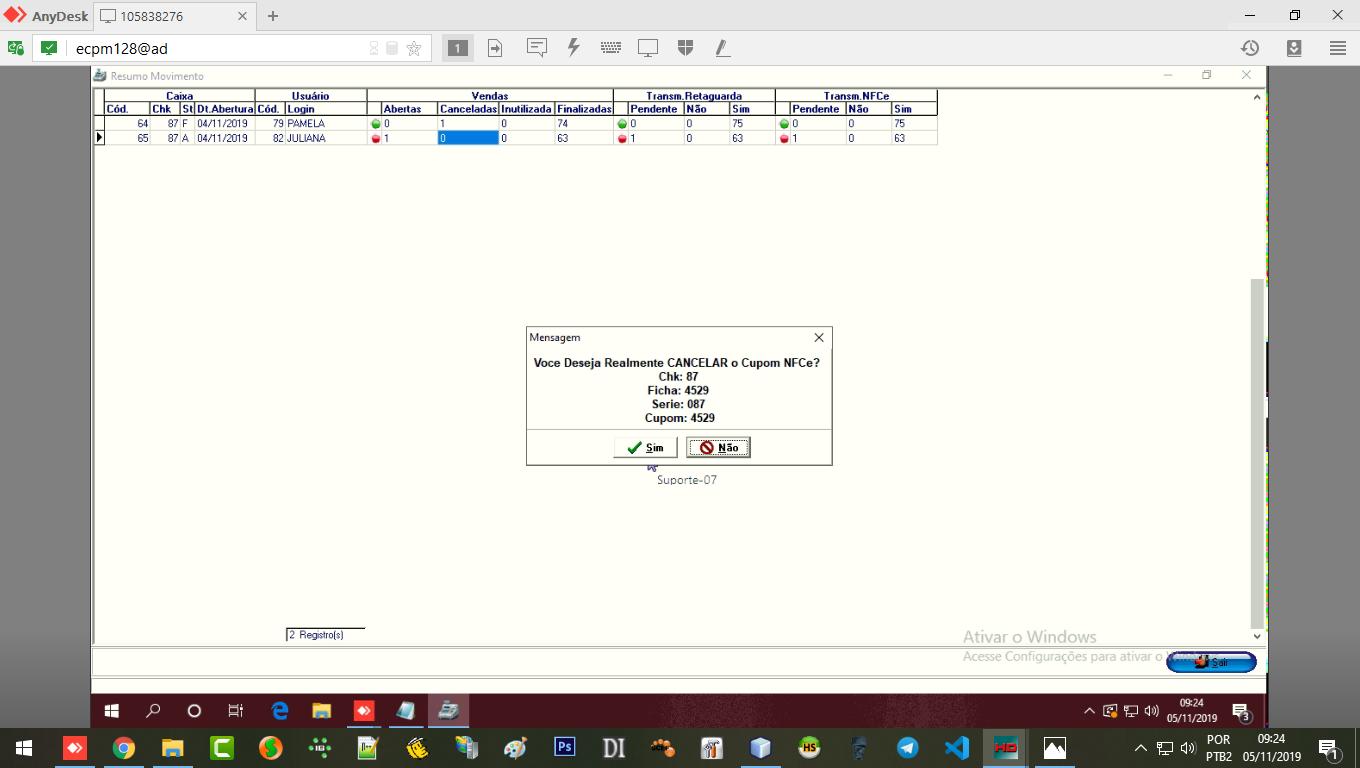 AnyDesk 105838276
ecpm128@ad 1
Resumo Movimento
Caixa Usuário Vendas Transm.Retaguarda Transm.NFCe
Cód. Chk St Dt.Abertura Cód. Login Abertas Canceladas Inutilizada Finalizadas Pendente Não Sim Pendente Não Sim
64 87 F 04/11/2019 79 PAMELA 0 1 0 74 0 0 75 0 0 75
65 87 A 04/11/2019 82 JULIANA 1 0 0 63 1 0 63 1 0 63
Mensagem
Voce Deseja Realmente CANCELAR o Cupom NFCe?
Chk: 87
Ficha: 4529
Serie: 087
Cupom: 4529
Sim Não
Suporte-07
2 Registro(s)
Ativar o Windows
Acesse Configurações para ativar o
Sair
09:24
05/11/2019
3
Ps DI HS HD
POR
PTB2
09:24
05/11/2019
1